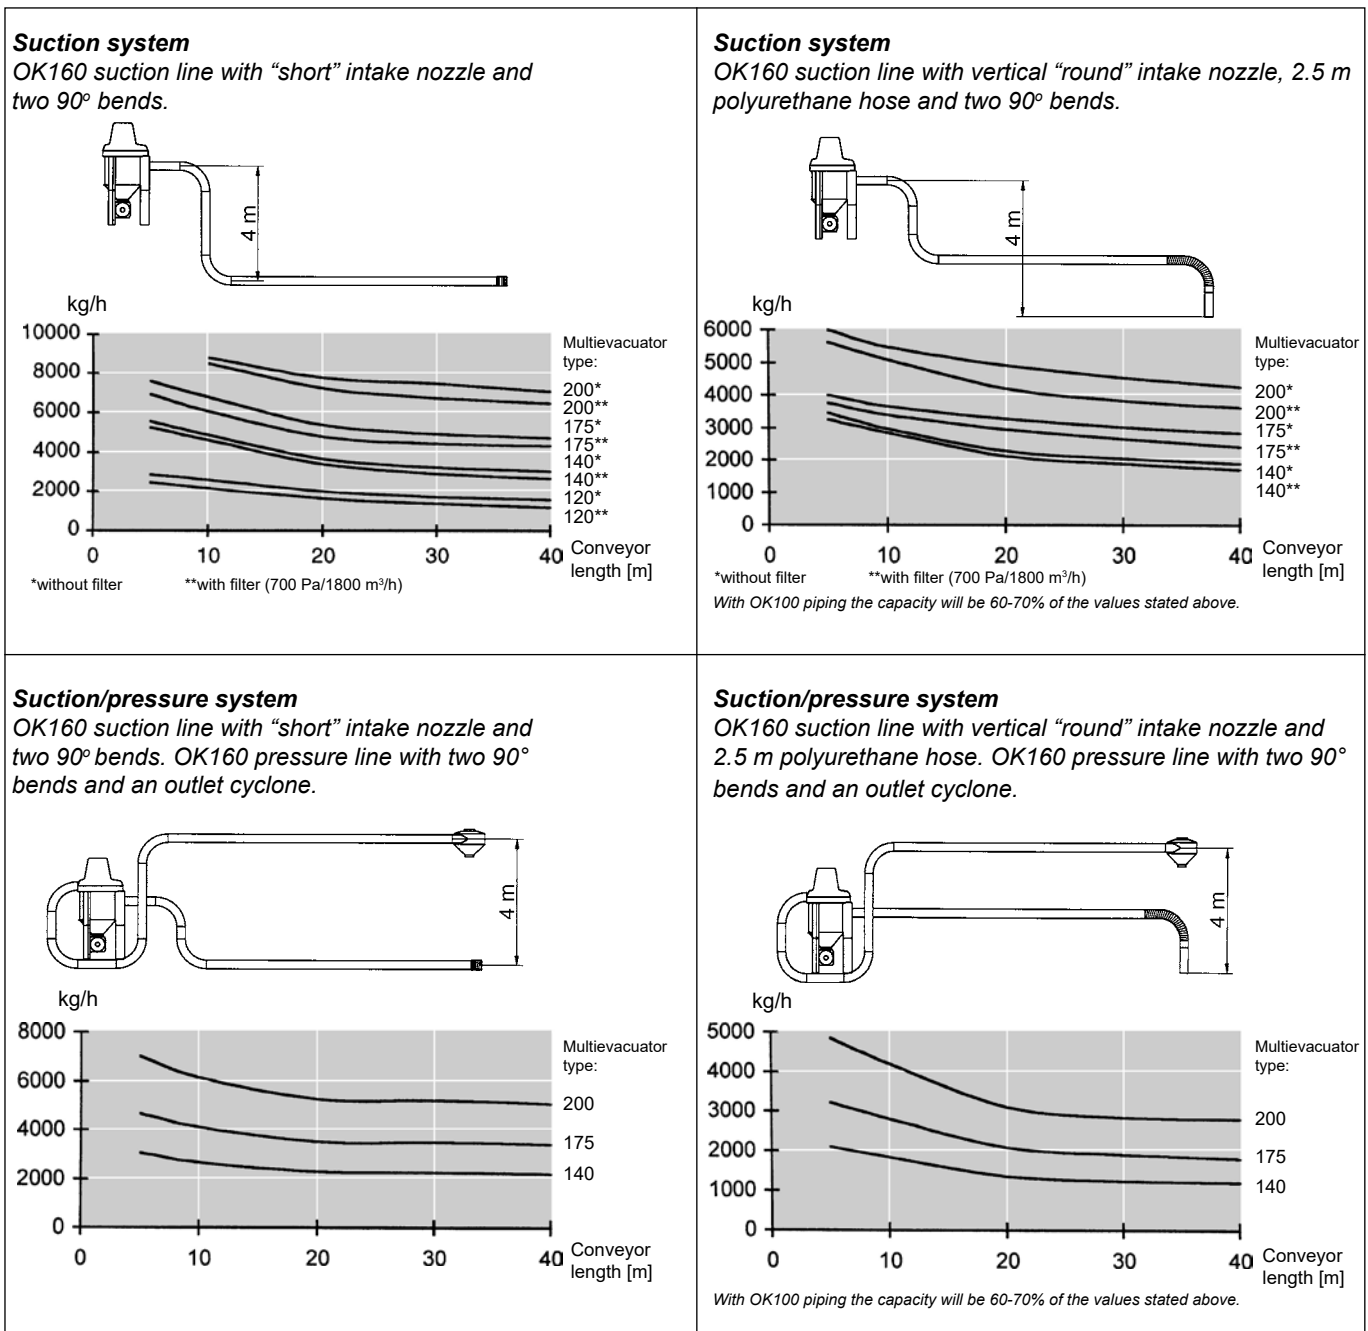 Suction system
OK160 suction line with “short” intake nozzle and
two 90º bends.
4 m
kg/h
10000
8000
6000
4000
2000
0
0 10 20 30 40
Multievacuator
type:
200*
200**
175*
175**
140*
140**
120*
120**
Conveyor
length [m]
*without filter **with filter (700 Pa/1800 m³/h)
Suction system
OK160 suction line with vertical “round” intake nozzle, 2.5 m
polyurethane hose and two 90º bends.
4 m
kg/h
6000
5000
4000
3000
2000
1000
0
0 10 20 30 40
Multievacuator
type:
200*
200**
175*
175**
140*
140**
Conveyor
length [m]
*without filter **with filter (700 Pa/1800 m³/h)
With OK100 piping the capacity will be 60-70% of the values stated above.
Suction/pressure system
OK160 suction line with “short” intake nozzle and
two 90º bends. OK160 pressure line with two 90°
bends and an outlet cyclone.
4 m
kg/h
8000
6000
4000
2000
0
0 10 20 30 40
Multievacuator
type:
200
175
140
Conveyor
length [m]
Suction/pressure system
OK160 suction line with vertical “round” intake nozzle and
2.5 m polyurethane hose. OK160 pressure line with two 90°
bends and an outlet cyclone.
4 m
kg/h
5000
4000
3000
2000
1000
0
0 10 20 30 40
Multievacuator
type:
200
175
140
Conveyor
length [m]
With OK100 piping the capacity will be 60-70% of the values stated above.